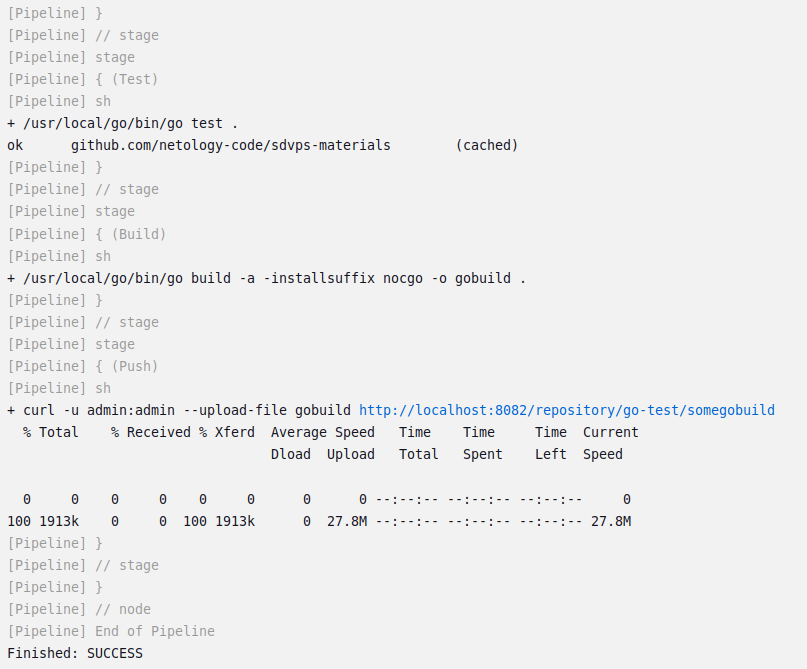 [Pipeline] }
[Pipeline] // stage
[Pipeline] stage
[Pipeline] { (Test)
[Pipeline] sh
+ /usr/local/go/bin/go test .
ok      github.com/netology-code/sdvps-materials        (cached)
[Pipeline] }
[Pipeline] // stage
[Pipeline] stage
[Pipeline] { (Build)
[Pipeline] sh
+ /usr/local/go/bin/go build -a -installsuffix nocgo -o gobuild .
[Pipeline] }
[Pipeline] // stage
[Pipeline] stage
[Pipeline] { (Push)
[Pipeline] sh
+ curl -u admin:admin --upload-file gobuild http://localhost:8082/repository/go-test/somegobuild
  % Total    % Received % Xferd  Average Speed   Time    Time     Time  Current
                                 Dload  Upload   Total   Spent    Left  Speed
  0     0    0     0    0     0      0      0 --:--:-- --:--:-- --:--:--     0
100 1913k    0     0  100 1913k      0  27.8M --:--:-- --:--:-- --:--:-- 27.8M
[Pipeline] }
[Pipeline] // stage
[Pipeline] }
[Pipeline] // node
[Pipeline] End of Pipeline
Finished: SUCCESS